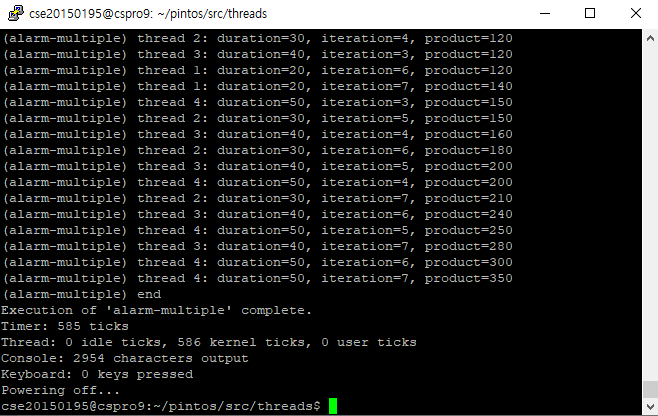 cse20150195@cspro9: ~/pintos/src/threads
(alarm-multiple) thread 2: duration=30, iteration=4, product=120
(alarm-multiple) thread 3: duration=40, iteration=3, product=120
(alarm-multiple) thread 1: duration=20, iteration=6, product=120
(alarm-multiple) thread 1: duration=20, iteration=7, product=140
(alarm-multiple) thread 4: duration=50, iteration=3, product=150
(alarm-multiple) thread 2: duration=30, iteration=5, product=150
(alarm-multiple) thread 3: duration=40, iteration=4, product=160
(alarm-multiple) thread 2: duration=30, iteration=6, product=180
(alarm-multiple) thread 3: duration=40, iteration=5, product=200
(alarm-multiple) thread 4: duration=50, iteration=4, product=200
(alarm-multiple) thread 2: duration=30, iteration=7, product=210
(alarm-multiple) thread 3: duration=40, iteration=6, product=240
(alarm-multiple) thread 4: duration=50, iteration=5, product=250
(alarm-multiple) thread 3: duration=40, iteration=7, product=280
(alarm-multiple) thread 4: duration=50, iteration=6, product=300
(alarm-multiple) thread 4: duration=50, iteration=7, product=350
(alarm-multiple) end
Execution of 'alarm-multiple' complete.
Timer: 585 ticks
Thread: 0 idle ticks, 586 kernel ticks, 0 user ticks
Console: 2954 characters output
Keyboard: 0 keys pressed
Powering off...
cse20150195@cspro9:~/pintos/src/threads$